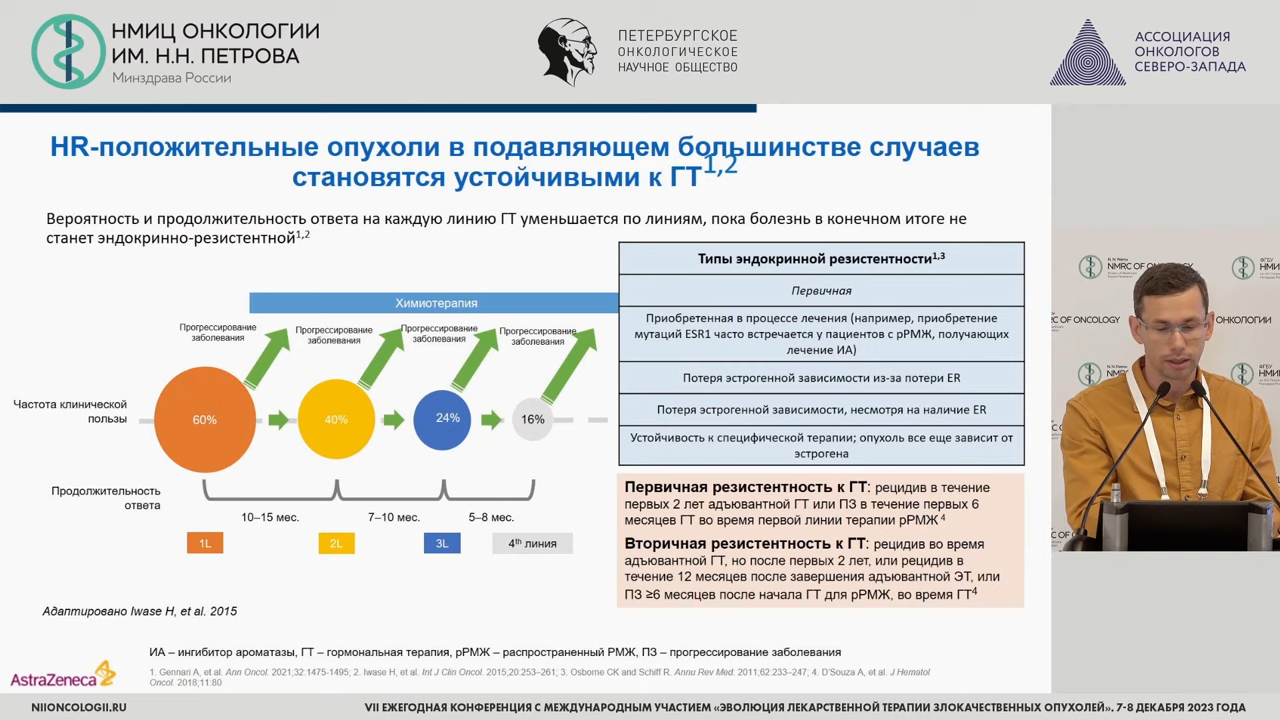 НМИЦ ОНКОЛОГИИ
ИМ. Н.Н. ПЕТРОВА
Минздрава России
ПЕТЕРБУРГСКОЕ
ОНКОЛОГИЧЕСКОЕ
НАУЧНОЕ ОБЩЕСТВО
АССОЦИАЦИЯ
ОНКОЛОГОВ
СЕВЕРО-ЗАПАДА
HR-положительные опухоли в подавляющем большинстве случаев
становятся устойчивыми к ГТ1,2
Вероятность и продолжительность ответа на каждую линию ГТ уменьшается по линиям, пока болезнь в конечном итоге не
станет эндокринно-резистентной1,2
Химиотерапия
Прогрессирование
заболевания
Прогрессирование
заболевания
Прогрессирование
заболевания
Прогрессирование
заболевания
Частота клинической
пользы
60%
40%
24%
16%
Продолжительность
ответа
10–15 мес.
7–10 мес.
5–8 мес.
1L
2L
3L
4th линия
Адаптировано Iwase H, et al. 2015
Типы эндокринной резистентности1,3
Первичная
Приобретенная в процессе лечения (например, приобретение
мутаций ESR1 часто встречается у пациентов с рРМЖ, получающих
лечение ИА)
Потеря эстрогенной зависимости из-за потери ER
Потеря эстрогенной зависимости, несмотря на наличие ER
Устойчивость к специфической терапии; опухоль все еще зависит от
эстрогена
Первичная резистентность к ГТ: рецидив в течение
первых 2 лет адъювантной ГТ или ПЗ в течение первых 6
месяцев ГТ во время первой линии терапии рРМЖ 4
Вторичная резистентность к ГТ: рецидив во время
адъювантной ГТ, но после первых 2 лет, или рецидив в
течение 12 месяцев после завершения адъювантной ЭТ, или
ПЗ ≥6 месяцев после начала ГТ для рРМЖ, во время ГТ4
ИА – ингибитор ароматазы, ГТ – гормональная терапия, рРМЖ – распостраненный РМЖ, ПЗ – прогрессирование заболевания
AstraZeneca
1. Gennari A, et al. Ann Oncol. 2021;32:1475-1495; 2. Iwase H, et al. Int J Clin Oncol. 2015;20:253–261; 3. Osborne CK and Schiff R. Annu Rev Med. 2011;62:233–247; 4. D'Souza A, et al. J Hematol
Oncol. 2018;11:80
NMRC OF ONCOLOGY
ФГБУ
НМИ
RC OF ONCOLOGY
ОНКОЛОГИИ
NIIONCOLOGII.RU
VII ЕЖЕГОДНАЯ КОНФЕРЕНЦИЯ С МЕЖДУНАРОДНЫМ УЧАСТИЕМ «ЭВОЛЮЦИЯ ЛЕКАРСТВЕННОЙ ТЕРАПИИ ЗЛОКАЧЕСТВЕННЫХ ОПУХОЛЕЙ». 7-8 ДЕКАБРЯ 2023 ГОДА